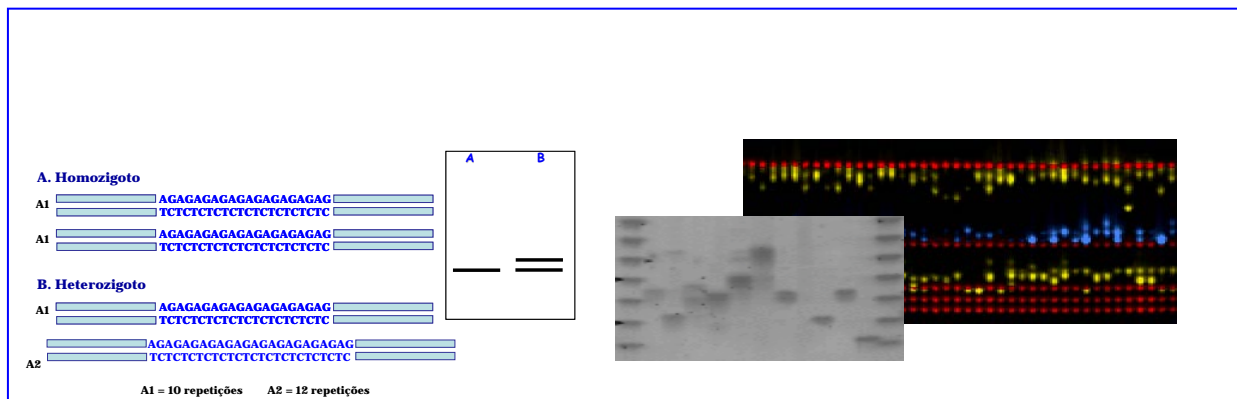 A B
A. Homozigoto
A1 AGAGAGAGAGAGAGAGAGAG
TCTCTCTCTCTCTCTCTCTC
A1 AGAGAGAGAGAGAGAGAGAG
TCTCTCTCTCTCTCTCTCTC
B. Heterozigoto
A1 AGAGAGAGAGAGAGAGAGAG
TCTCTCTCTCTCTCTCTCTC
AGAGAGAGAGAGAGAGAGAGAGAG
A2 TCTCTCTCTCTCTCTCTCTCTCTC
A1 = 10 repetições A2 = 12 repetições